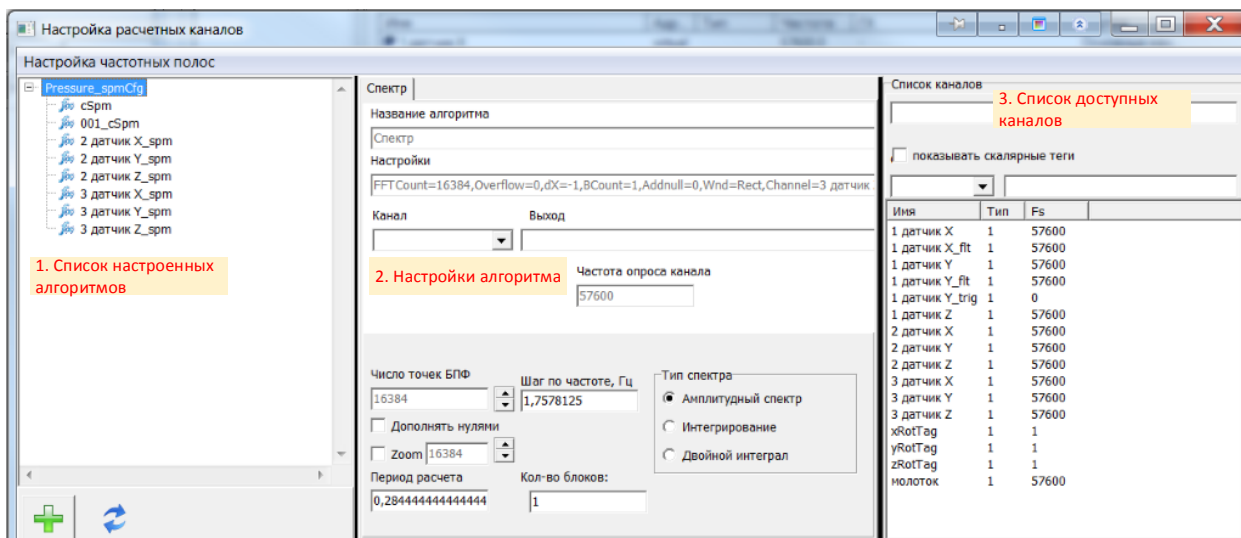 Настройка расчетных каналов
Настройка частотных полос
Pressure_spmCfg
cSpm
001_cSpm
2 датчик X_spm
2 датчик Y_spm
2 датчик Z_spm
3 датчик X_spm
3 датчик Y_spm
3 датчик Z_spm
1. Список настроенных
алгоритмов
Спектр
Название алгоритма
Спектр
Настройки
FFTCount=16384,Overflow=0,dX=-1,BCount=1,Addnull=0,Wnd=Rect,Channel=3 датчик
Канал Выход
2. Настройки алгоритма
Частота опроса канала
57600
Число точек БПФ
Шаг по частоте, Гц
16384
1,7578125
Дополнять нулями
Zoom 16384
Период расчета Кол-во блоков:
0,284444444444444 1
Тип спектра
Амплитудный спектр
Интегрирование
Двойной интеграл
Список каналов
3. Список доступных
каналов
показывать скалярные теги
Имя Тип Fs
1 датчик X 1 57600
1 датчик X_flt 1 57600
1 датчик Y 1 57600
1 датчик Y_flt 1 57600
1 датчик Y_trig 1 0
1 датчик Z 1 57600
2 датчик X 1 57600
2 датчик Y 1 57600
2 датчик Z 1 57600
3 датчик X 1 57600
3 датчик Y 1 57600
3 датчик Z 1 57600
xRotTag 1 1
yRotTag 1 1
zRotTag 1 1
молоток 1 57600